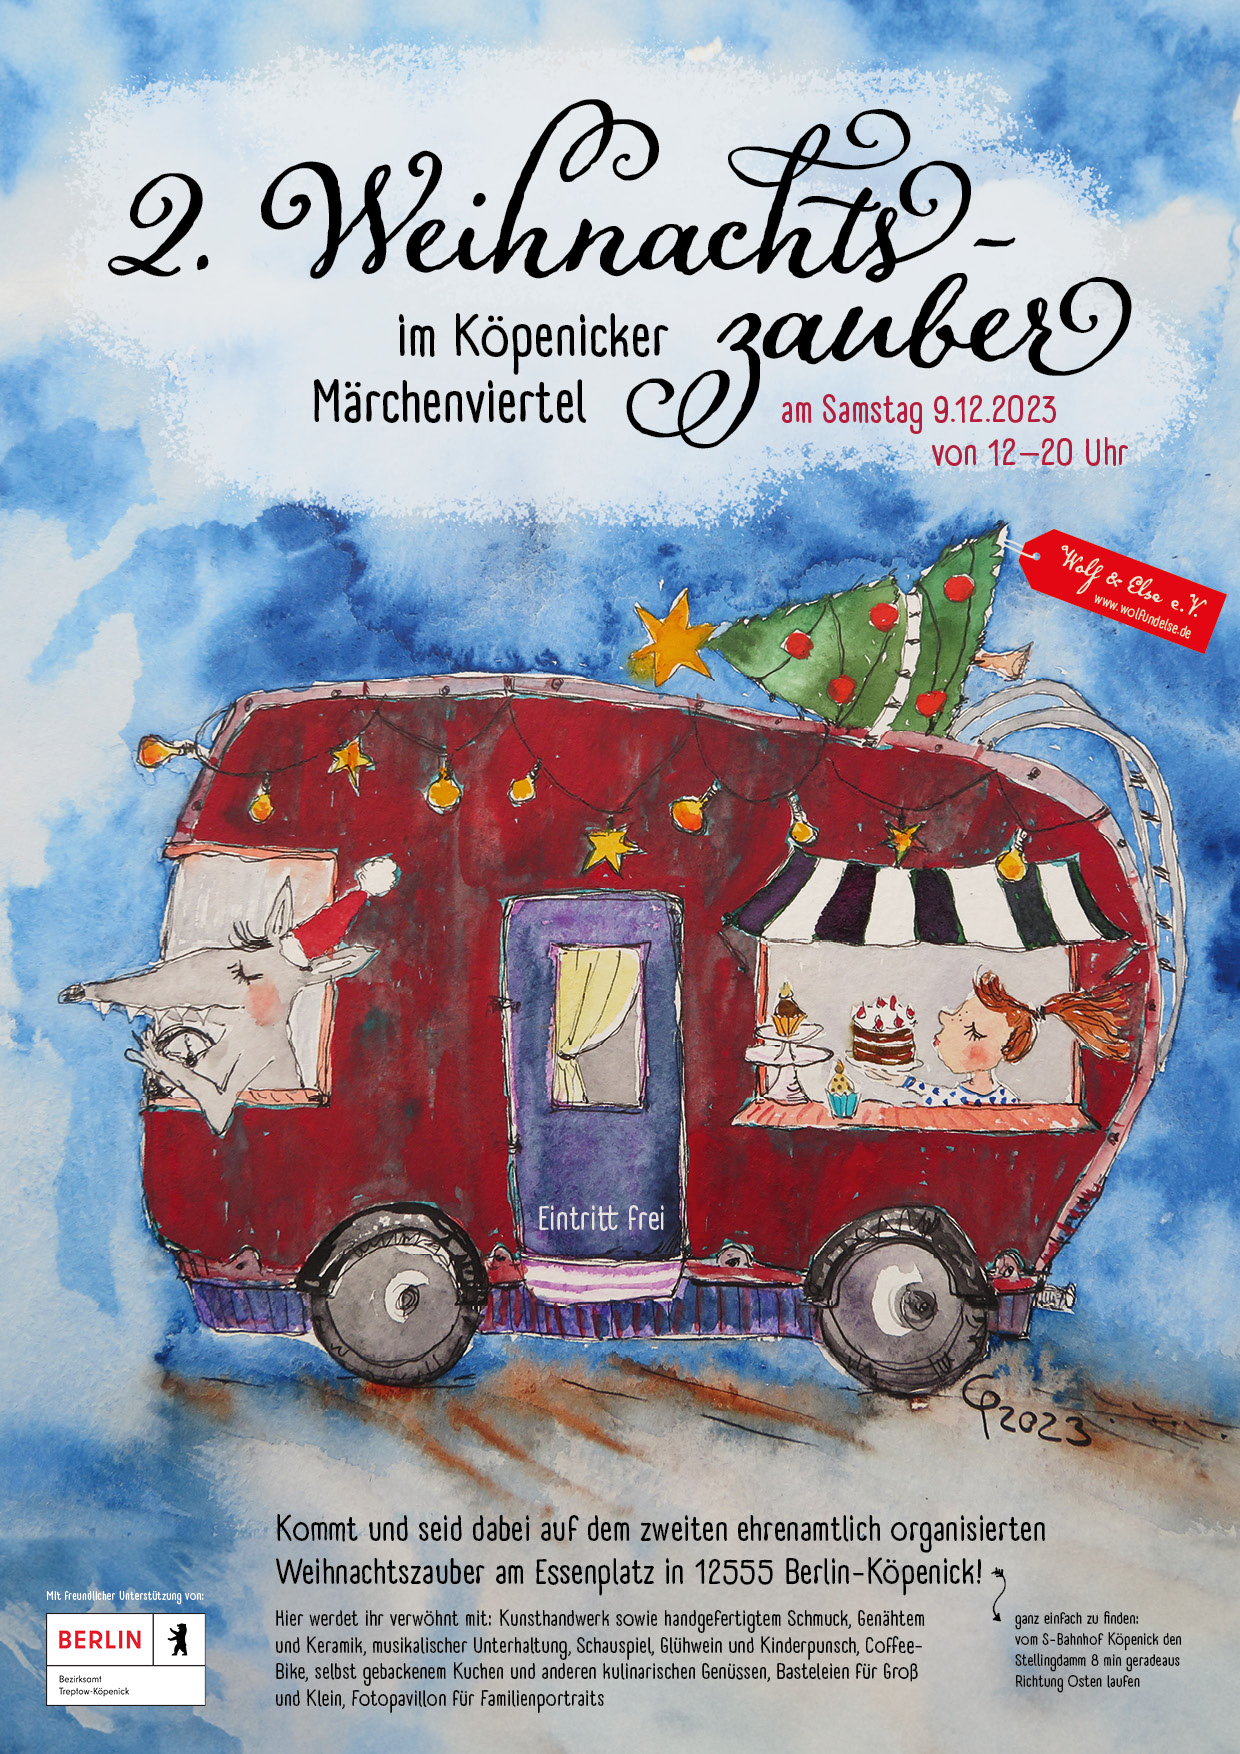 2. Weihnachts-
zauber
im Köpenicker
Märchenviertel
am Samstag 9.12.2023
von 12–20 Uhr
Wolf & Else e.V.
www.wolfundelse.de
Eintritt frei
CP2023
Kommt und seid dabei auf dem zweiten ehrenamtlich organisierten
Weihnachtszauber am Essenplatz in 12555 Berlin-Köpenick!
Hier werdet ihr verwöhnt mit: Kunsthandwerk sowie handgefertigtem Schmuck, Genähtem
und Keramik, musikalischer Unterhaltung, Schauspiel, Glühwein und Kinderpunsch, Coffee-
Bike, selbst gebackenem Kuchen und anderen kulinarischen Genüssen, Basteleien für Groß
und Klein, Fotopavillon für Familienportraits
ganz einfach zu finden:
vom S-Bahnhof Köpenick den
Stellingdamm 8 min geradeaus
Richtung Osten laufen
Mit freundlicher Unterstützung von:
BERLIN
Bezirksamt
Treptow-Köpenick